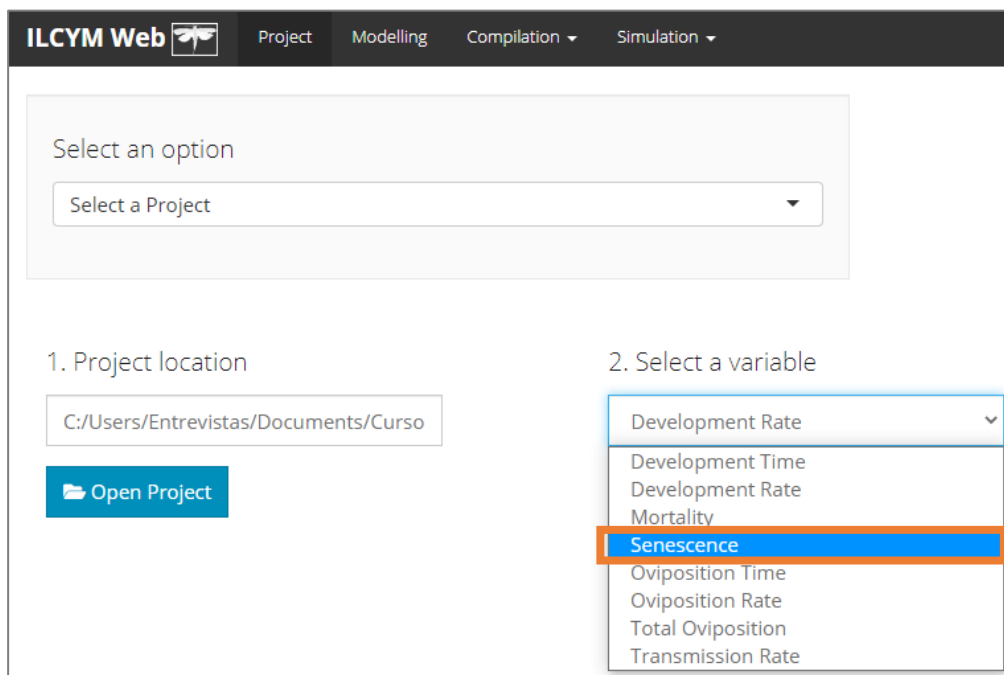 ILCYM Web Project Modelling Compilation Simulation
Select an option
Select a Project
1. Project location
C:/Users/Entrevistas/Documents/Curso
Open Project
2. Select a variable
Development Rate
Development Time
Development Rate
Mortality
Senescence
Oviposition Time
Oviposition Rate
Total Oviposition
Transmission Rate